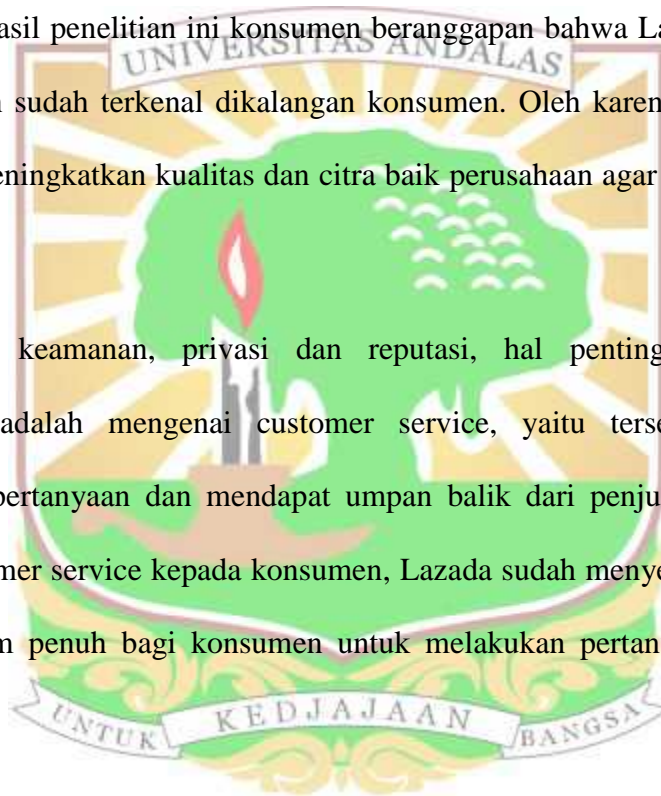 asil penelitian ini konsumen beranggapan bahwa La
UNIVERSITAS ANDALAS
sudah terkenal dikalangan konsumen. Oleh karen
eningkatkan kualitas dan citra baik perusahaan agar
keamanan, privasi dan reputasi, hal penting
adalah mengenai customer service, yaitu terse
pertanyaan dan mendapat umpan balik dari penju
mer service kepada konsumen, Lazada sudah menye
penuh bagi konsumen untuk melakukan pertan
UNTUK KEDJAJAAN BANGSA